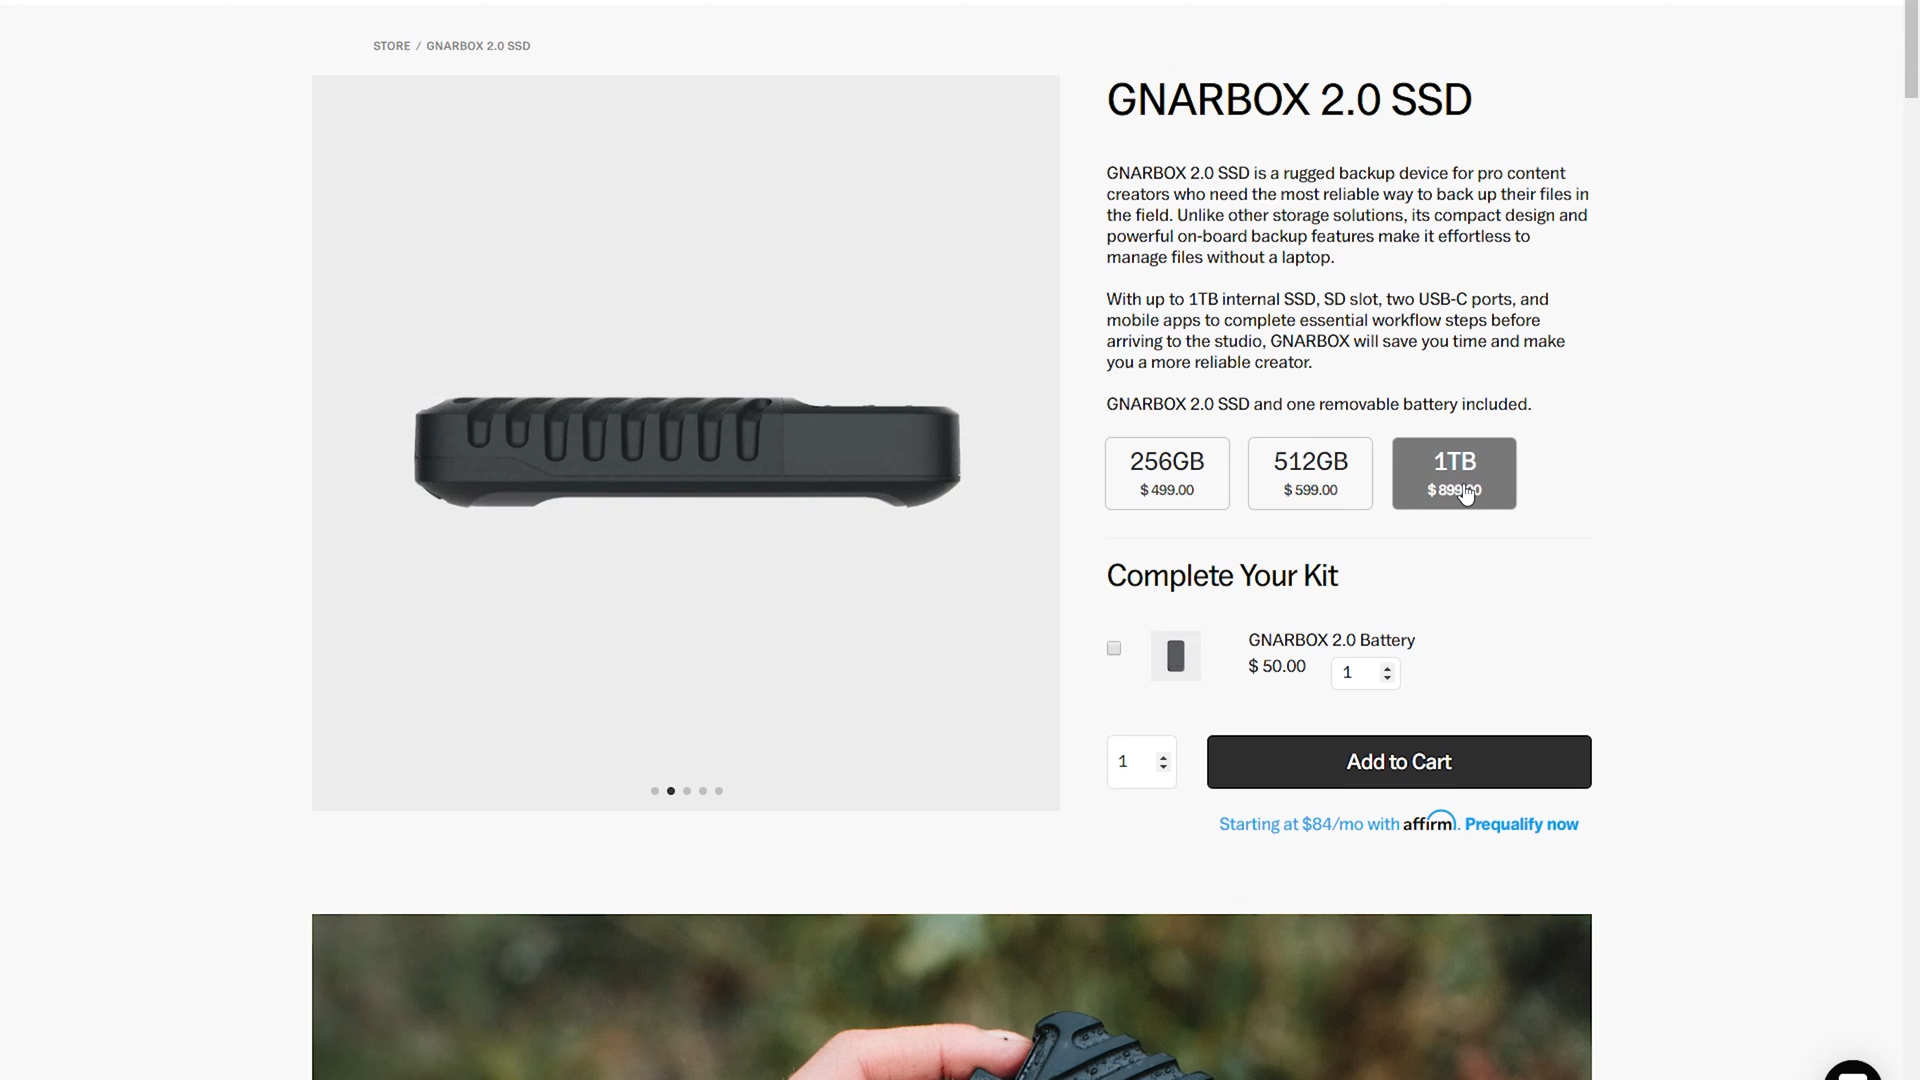 STORE / GNARBOX 2.0 SSD
GNARBOX 2.0 SSD
GNARBOX 2.0 SSD is a rugged backup device for pro content
creators who need the most reliable way to back up their files in
the field. Unlike other storage solutions, its compact design and
powerful on-board backup features make it effortless to
manage files without a laptop.
With up to 1TB internal SSD, SD slot, two USB-C ports, and
mobile apps to complete essential workflow steps before
arriving to the studio, GNARBOX will save you time and make
you a more reliable creator.
GNARBOX 2.0 SSD and one removable battery included.
256GB
$ 499.00
512GB
$ 599.00
1TB
$ 899.00
Complete Your Kit
GNARBOX 2.0 Battery
$ 50.00
1
1
Add to Cart
Starting at $84/mo with affirm. Prequalify now